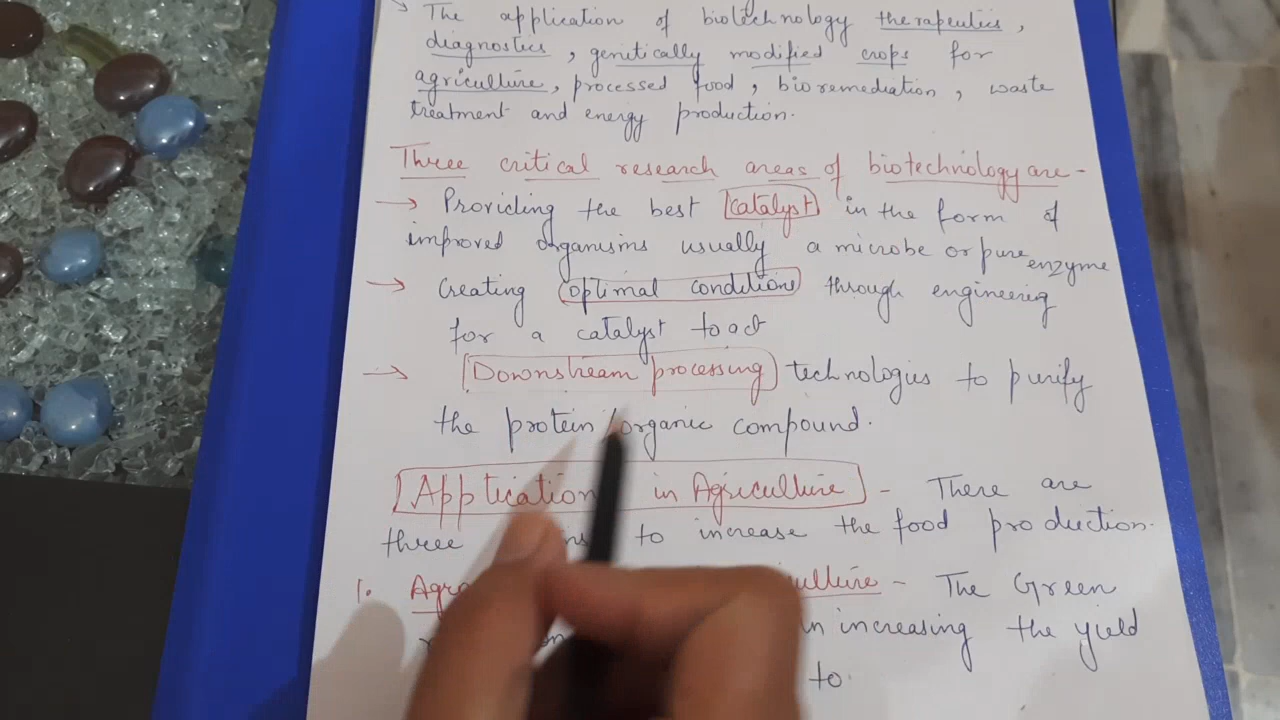 The application of biotechnology therapeutics,
diagnostics, genetically modified crops for
agriculture, processed food, bioremediation, waste
treatment and energy production.
Three critical research areas of biotechnology are-
→ Providing the best catalyst in the form of
improved organisms usually a microbe or pure enzyme
→ Creating optimal conditions through engineering
for a catalyst to act
→ Downstream processing technologies to purify
the protein/organic compound.
Application in Agriculture - There are
three to increase the food production.
1. - The Green
in increasing the yield
to